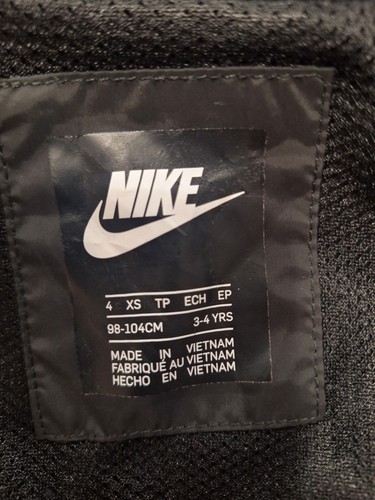 NIKE
4 XS TP ECH EP
98-104CM 3-4 YRS
MADE IN VIETNAM
FABRIQUÉ AU VIETNAM
HECHO EN VIETNAM